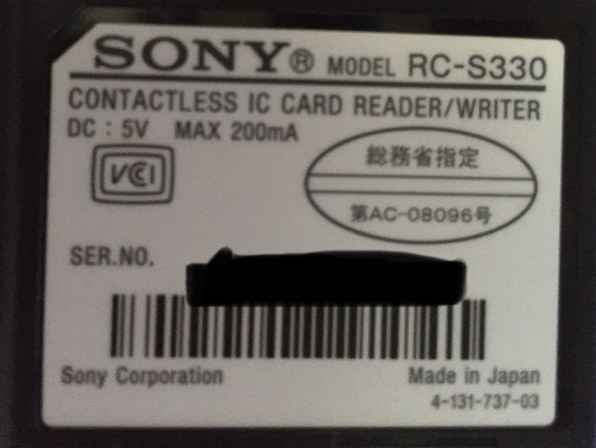 SONY® MODEL RC-S330
CONTACTLESS IC CARD READER/WRITER
DC : 5V MAX 200mA
VCCI
総務省指定
第AC-08096号
SER.NO.
Sony Corporation Made in Japan
4-131-737-03